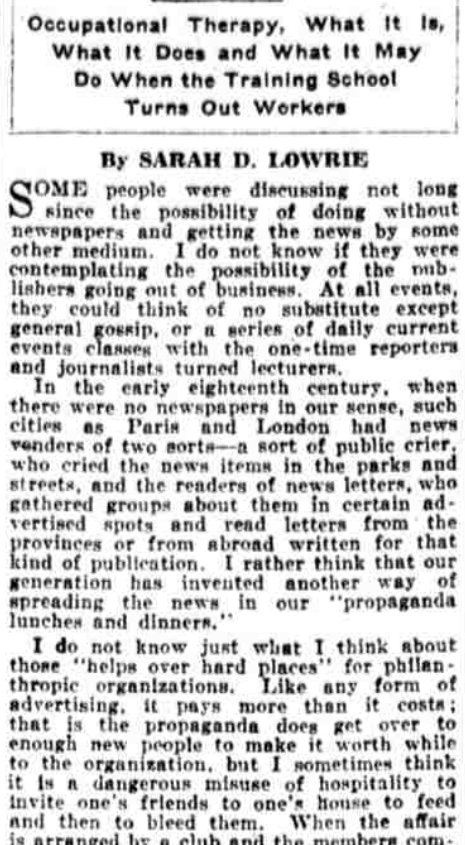 Occupational Therapy, What It Is,
What It Does and What It May
Do When the Training School
Turns Out Workers
By SARAH D. LOWRIE
SOME people were discussing not long
since the possibility of doing without
newspapers and getting the news by some
other medium. I do not know if they were
contemplating the possibility of the pub-
lishers going out of business. At all events,
they could think of no substitute except
general gossip, or a series of daily current
events classes with the one-time reporters
and journalists turned lecturers.
In the early eighteenth century, when
there were no newspapers in our sense, such
cities as Paris and London had news
venders of two sorts—a sort of public crier,
who cried the news items in the parks and
streets, and the readers of news letters, who
gathered groups about them in certain ad-
vertised spots and read letters from the
provinces or from abroad written for that
kind of publication. I rather think that our
generation has invented another way of
spreading the news in our "propaganda
lunches and dinners."
I do not know just what I think about
those "helps over hard places" for philan-
thropic organizations. Like any form of
advertising, it pays more than it costs;
that is the propaganda does get over to
enough new people to make it worth while
to the organization, but I sometimes think
it is a dangerous misuse of hospitality to
invite one's friends to one's house to feed
and then to bleed them. When the affair
is arranged by a club and the members com-